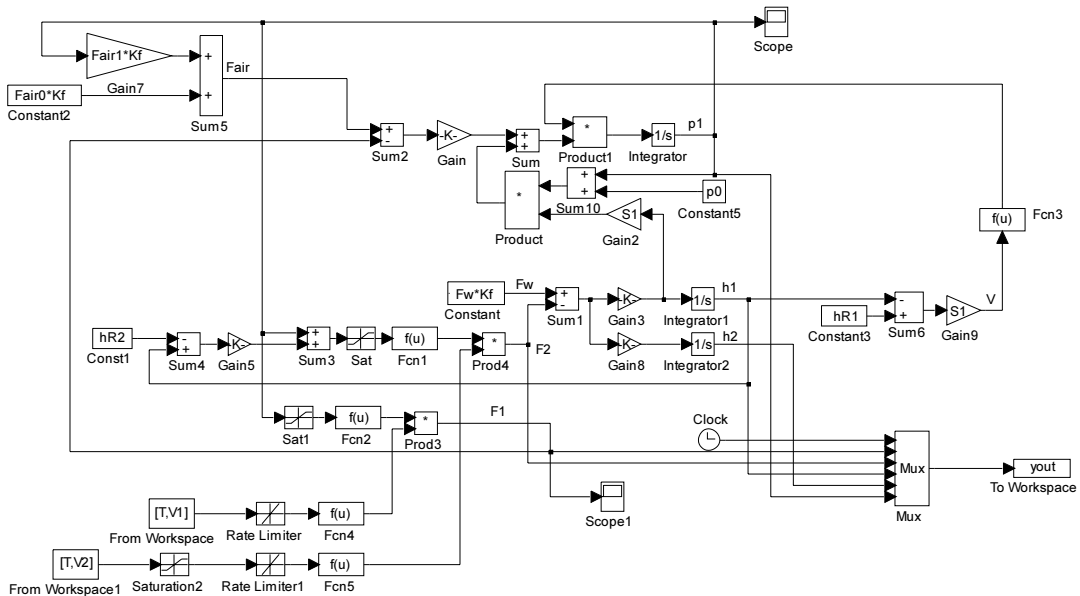 Scope
Fair1*Kf
+
Gain7
Fair0*Kf
+
Constant2
Sum5
Fair
+
-
Sum2
-K-
Gain
+
+
Sum
*
Product1
1/s
Integrator
p1
+
+
Sum10
p0
Constant5
*
Product
S1
Gain2
f(u)
Fcn3
Fw
Fw*Kf
Constant
+
-
Sum1
-K-
Gain3
1/s
Integrator1
h1
-K-
Gain8
1/s
Integrator2
h2
hR1
Constant3
-
+
Sum6
S1
Gain9
V
hR2
Const1
-
+
Sum4
-K-
Gain5
+
+
Sum3
Sat
f(u)
Fcn1
*
Prod4
F2
Sat1
f(u)
Fcn2
*
Prod3
F1
Clock
Mux
Mux
yout
To Workspace
Scope1
[T,V1]
From Workspace
Rate Limiter
f(u)
Fcn4
[T,V2]
From Workspace1
Saturation2
Rate Limiter1
f(u)
Fcn5